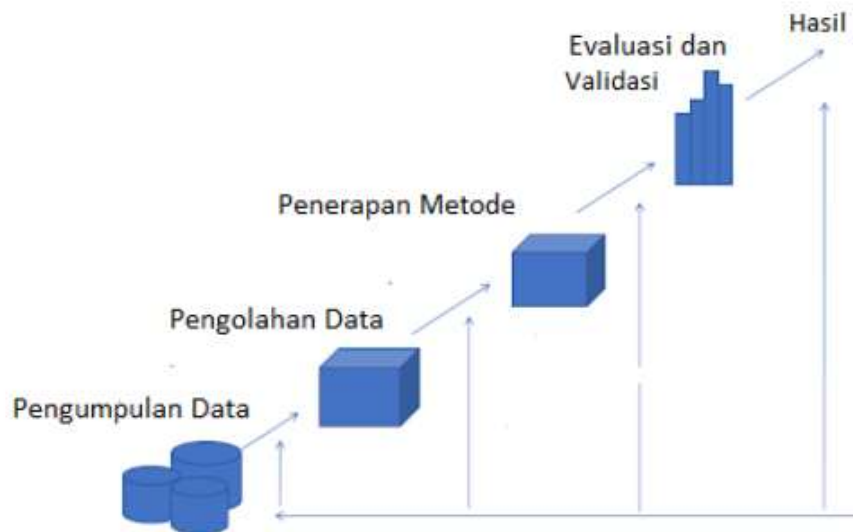 Hasil
Evaluasi dan
Validasi
Penerapan Metode
Pengolahan Data
Pengumpulan Data